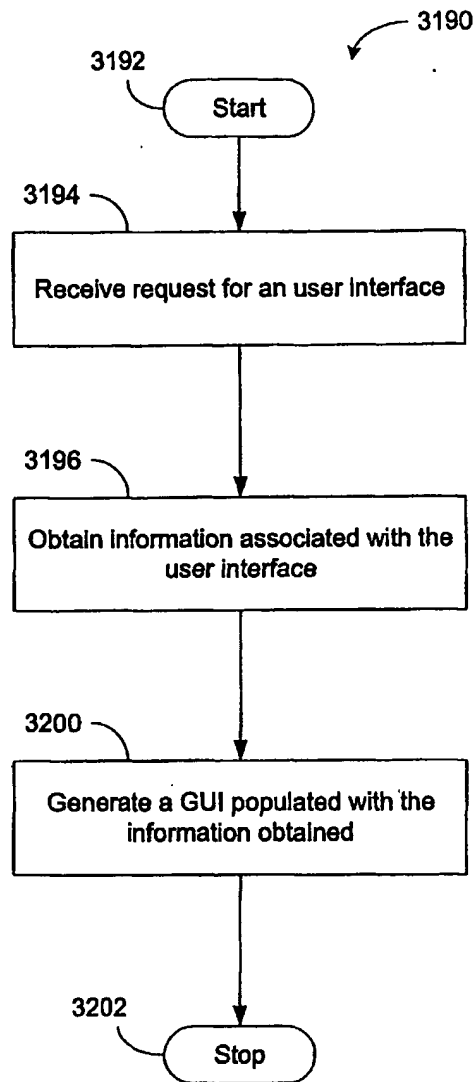 3190
3192
Start
3194
Receive request for an user interface
3196
Obtain information associated with the
user interface
3200
Generate a GUI populated with the
information obtained
3202
Stop